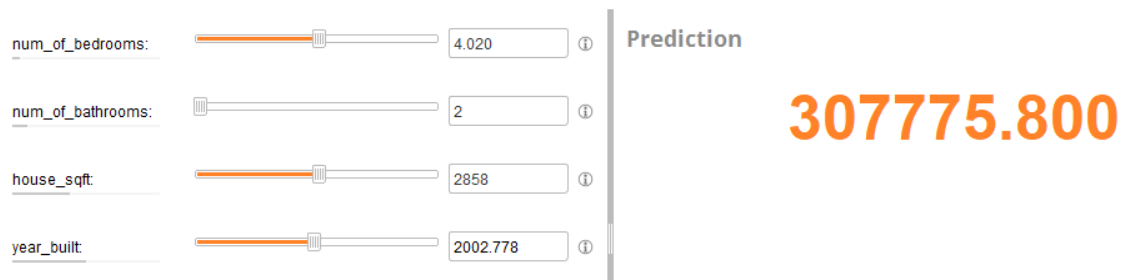 num_of_bedrooms: 4.020
num_of_bathrooms: 2
house_sqft: 2858
year_built: 2002.778
Prediction
307775.800